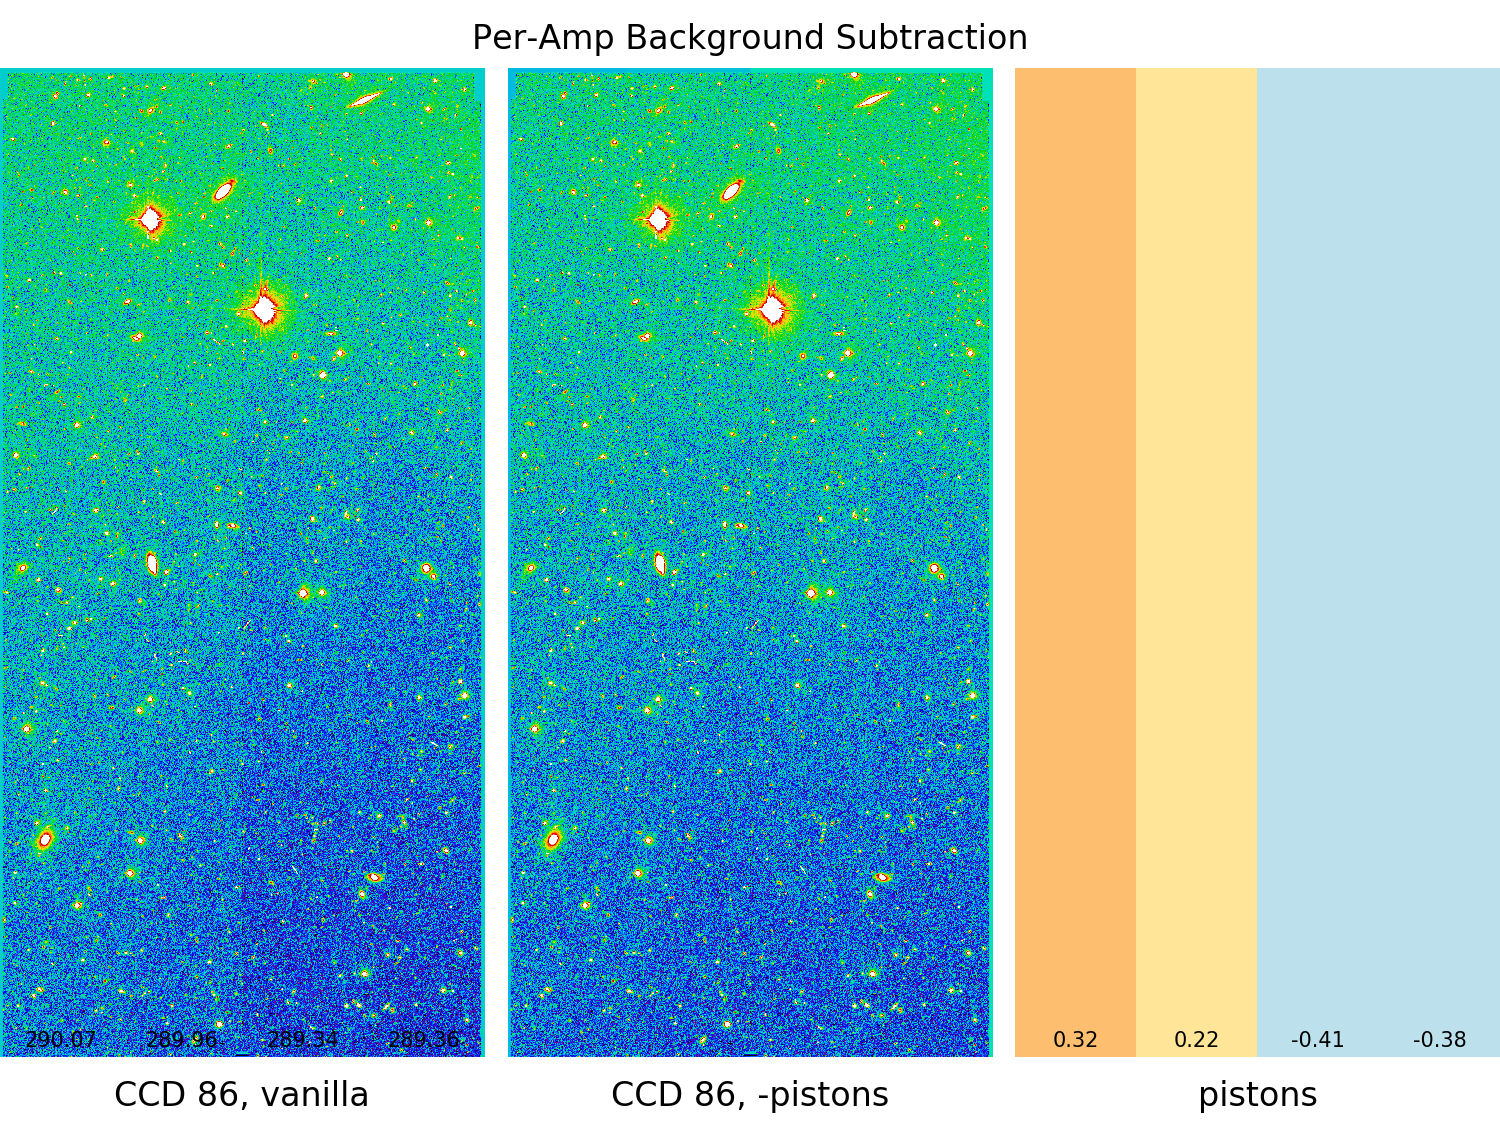 Per-Amp Background Subtraction
290.07 289.96 289.34 289.36
0.32 0.22 -0.41 -0.38
CCD 86, vanilla
CCD 86, -pistons
pistons